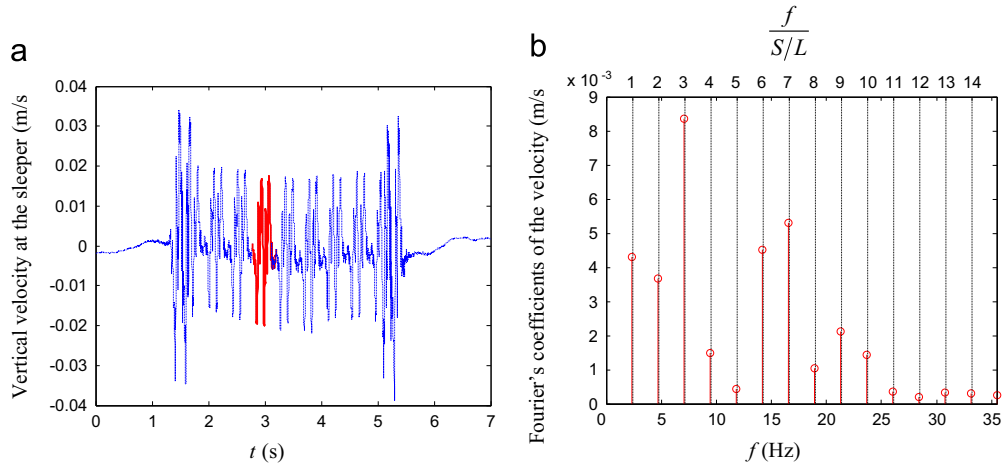 a
Vertical velocity at the sleeper (m/s
0.04
0.03
0.02
0.01
0
-0.01
-0.02
-0.03
-0.04
0 1 2 3 4 5 6 7
t (s)
b
f
S/L
1 2 3 4 5 6 7 8 9 10 11 12 13 14
x 10⁻³
Fourier's coefficients of the velocity (m/s
9
8
7
6
5
4
3
2
1
0
0 5 10 15 20 25 30 35
f (Hz)